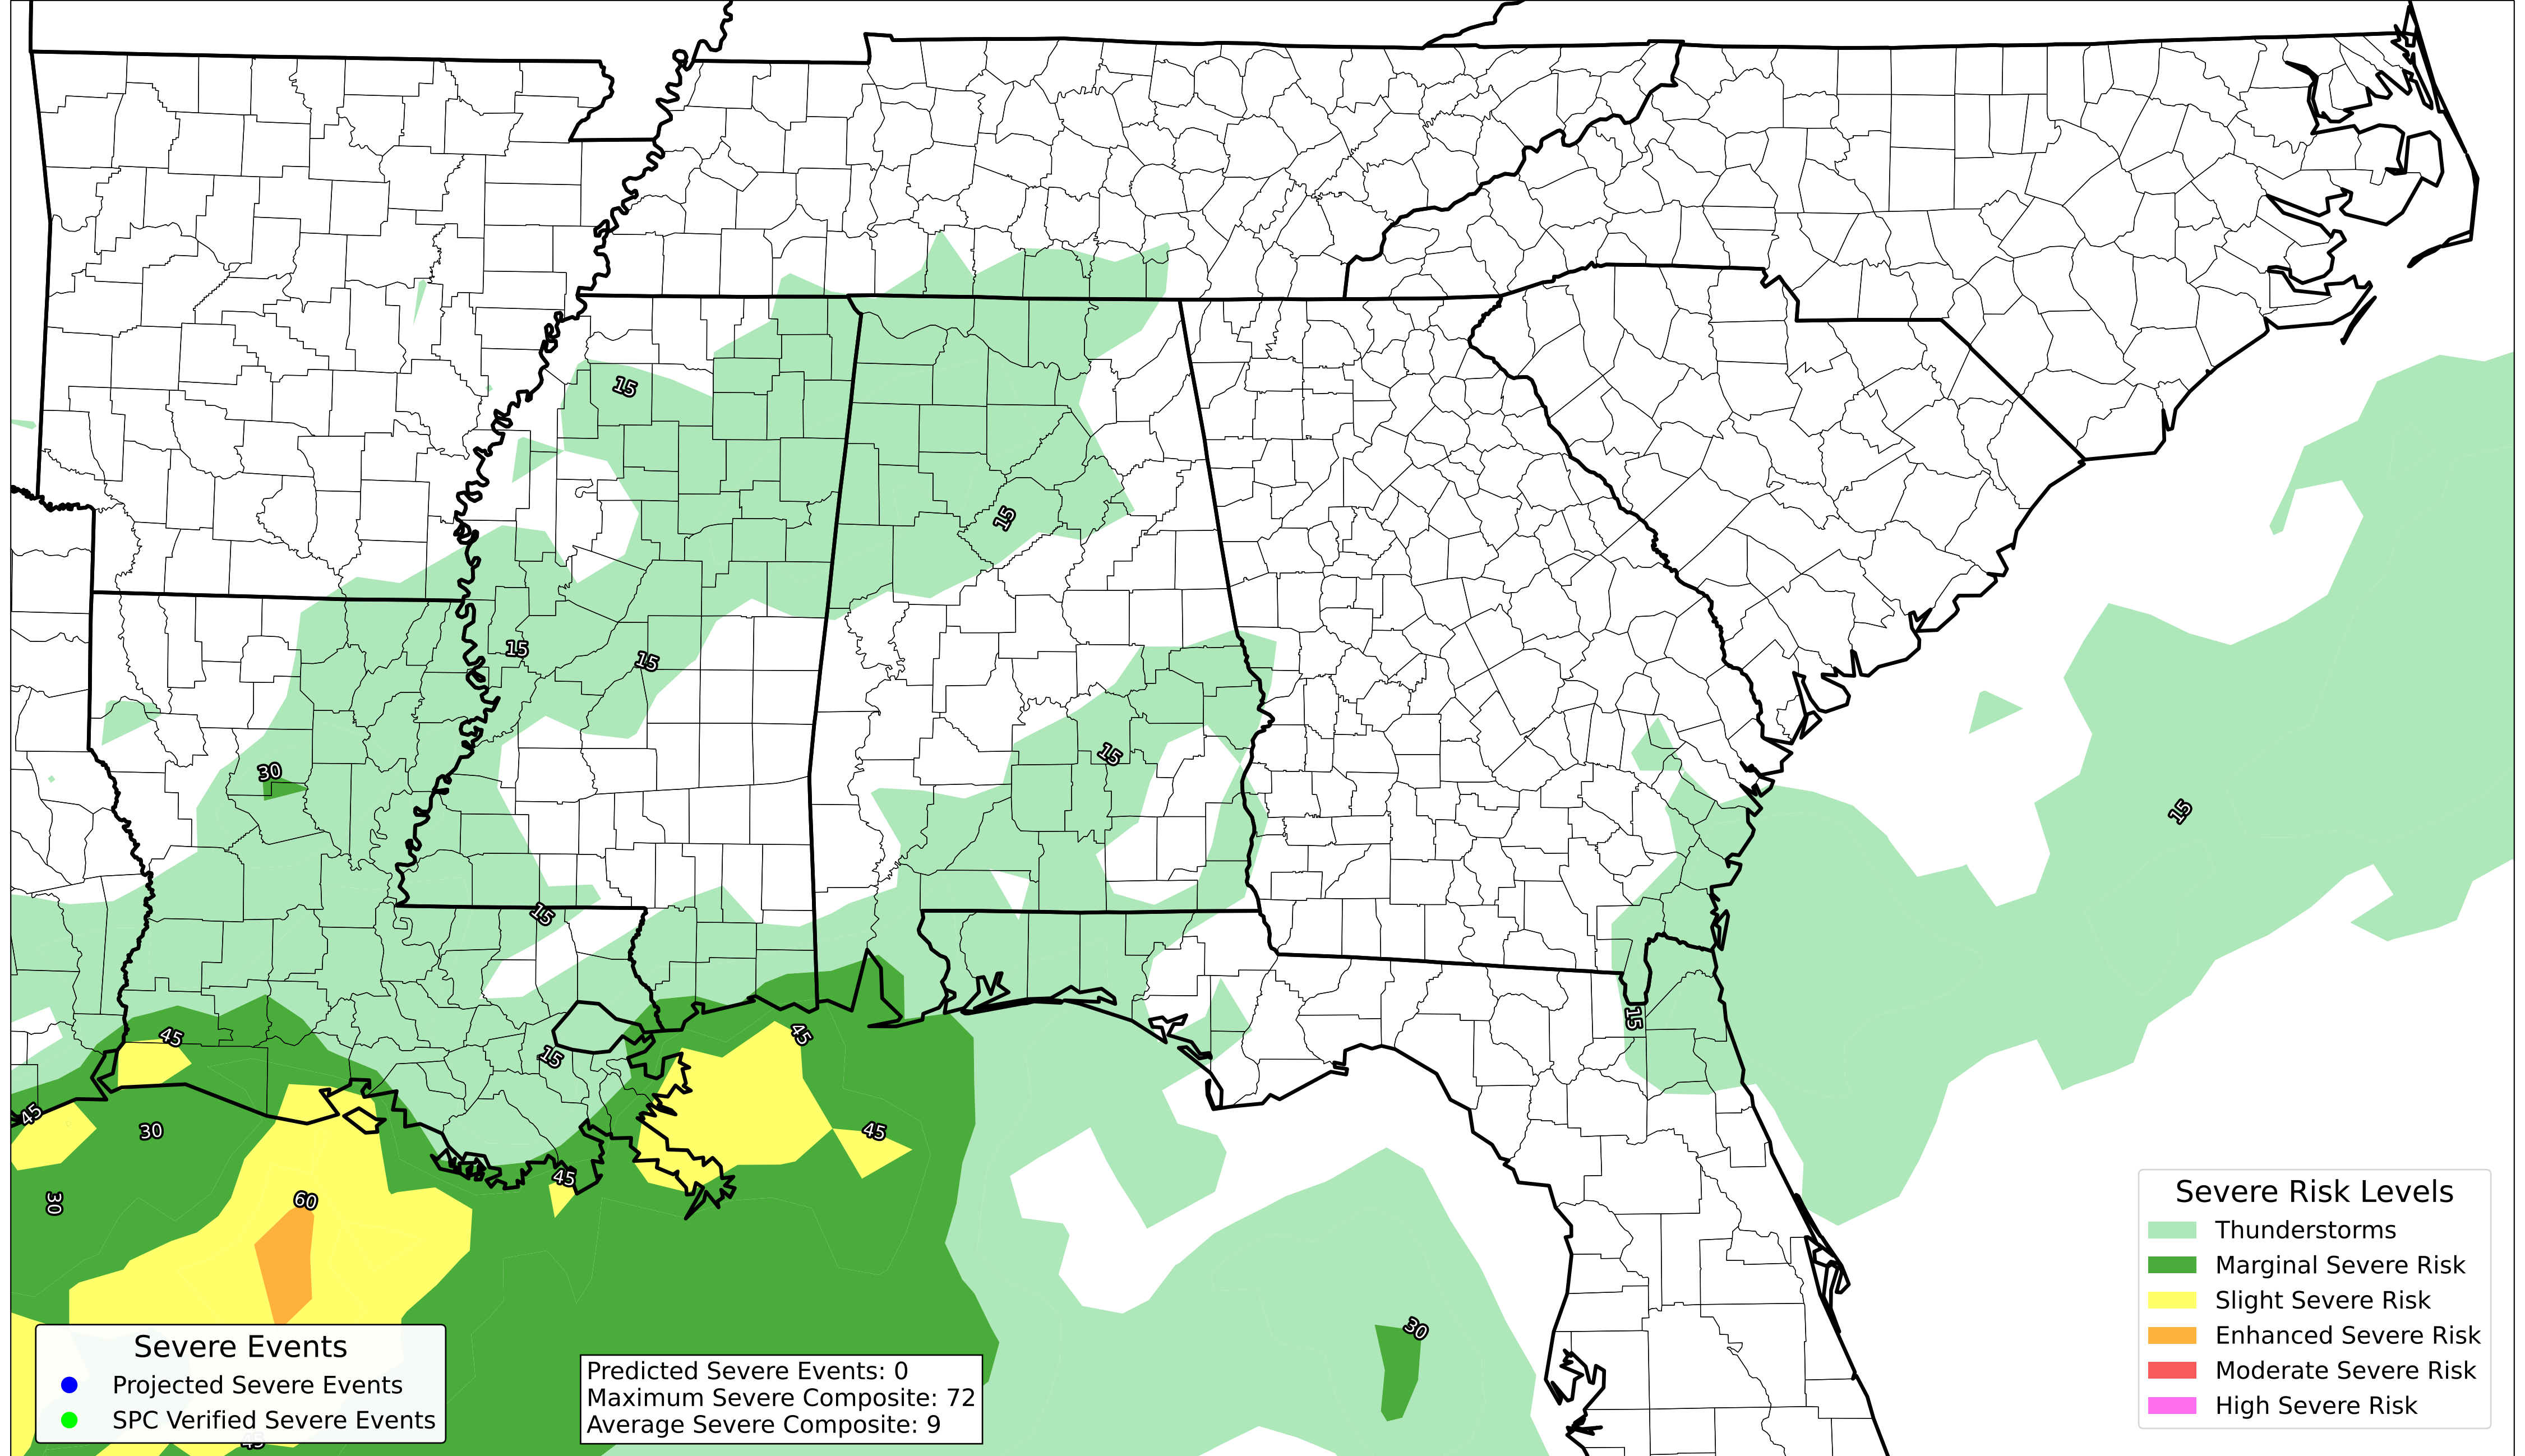 15
15
15
15
30
15
15
15
15
45
45
15
45
30
45
45
30
60
30
45
Severe Risk Levels
Thunderstorms
Marginal Severe Risk
Slight Severe Risk
Enhanced Severe Risk
Moderate Severe Risk
High Severe Risk
Severe Events
Projected Severe Events
SPC Verified Severe Events
Predicted Severe Events: 0
Maximum Severe Composite: 72
Average Severe Composite: 9